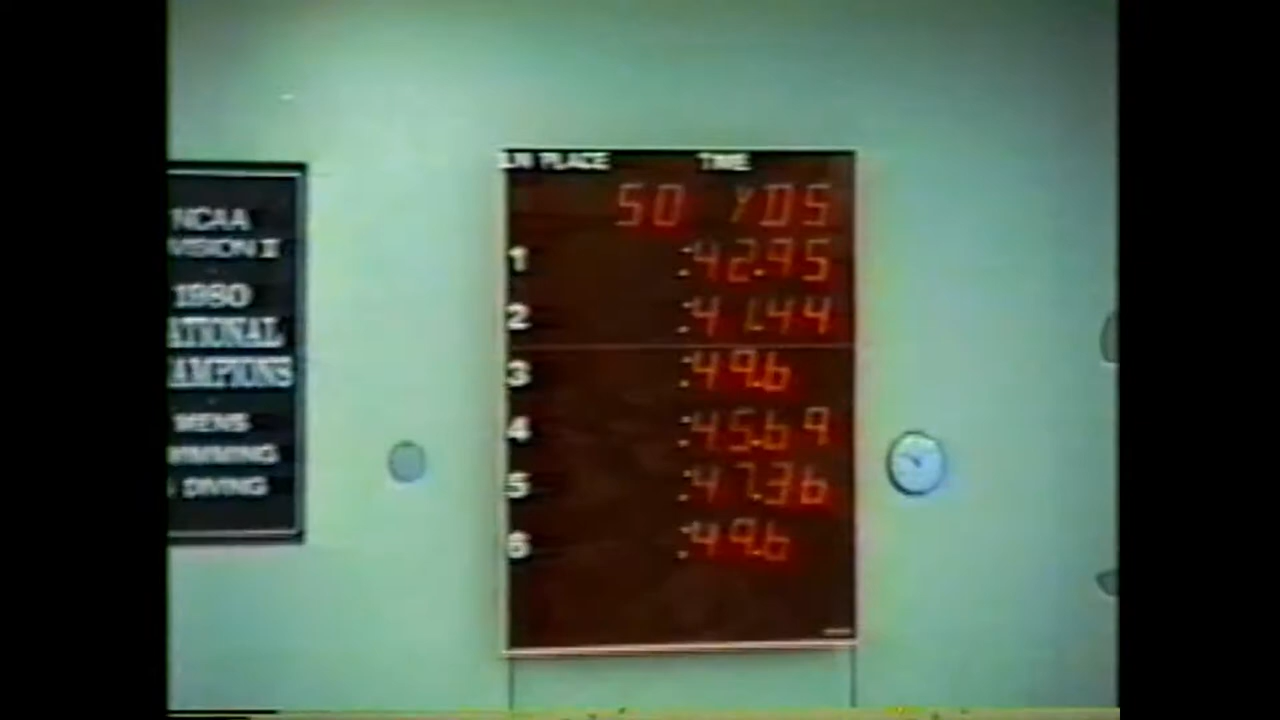 NCAA
VISION II
1980
ATIONAL
AMPIONS
MENS
IMMING
DIVING
LN PLACE TIME
50 YDS
1 :42.95
2 :41.44
3 :49.6
4 :45.69
5 :47.36
6 :49.6